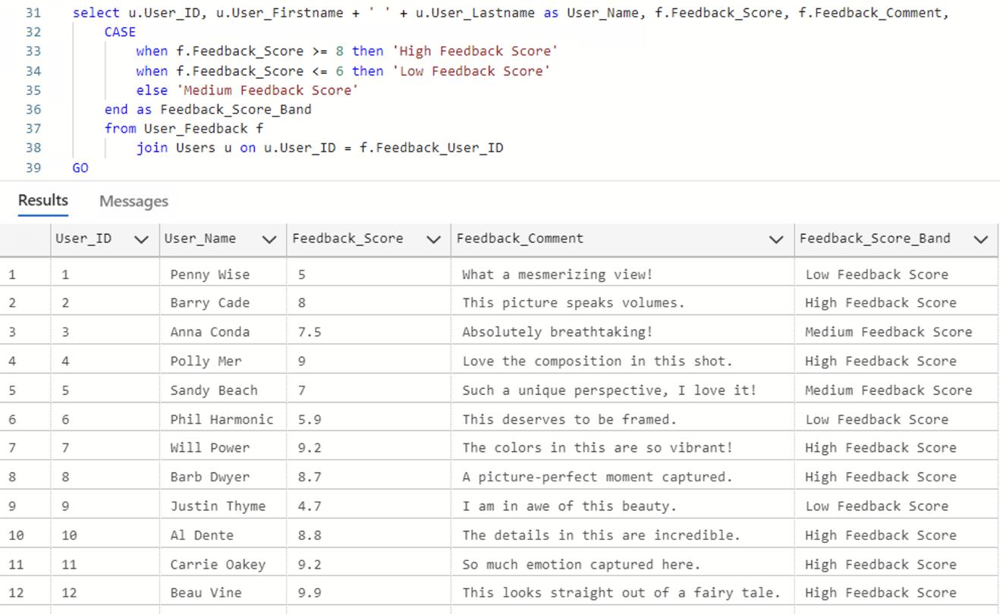 31 select u.User_ID, u.User_Firstname + ' ' + u.User_Lastname as User_Name, f.Feedback_Score, f.Feedback_Comment,
32 CASE
33 when f.Feedback_Score >= 8 then 'High Feedback Score'
34 when f.Feedback_Score <= 6 then 'Low Feedback Score'
35 else 'Medium Feedback Score'
36 end as Feedback_Score_Band
37 from User_Feedback f
38 join Users u on u.User_ID = f.Feedback_User_ID
39 GO
Results Messages
User_ID User_Name Feedback_Score Feedback_Comment Feedback_Score_Band
1 1 Penny Wise 5 What a mesmerizing view! Low Feedback Score
2 2 Barry Cade 8 This picture speaks volumes. High Feedback Score
3 3 Anna Conda 7.5 Absolutely breathtaking! Medium Feedback Score
4 4 Polly Mer 9 Love the composition in this shot. High Feedback Score
5 5 Sandy Beach 7 Such a unique perspective, I love it! Medium Feedback Score
6 6 Phil Harmonic 5.9 This deserves to be framed. Low Feedback Score
7 7 Will Power 9.2 The colors in this are so vibrant! High Feedback Score
8 8 Barb Dwyer 8.7 A picture-perfect moment captured. High Feedback Score
9 9 Justin Thyme 4.7 I am in awe of this beauty. Low Feedback Score
10 10 Al Dente 8.8 The details in this are incredible. High Feedback Score
11 11 Carrie Oakey 9.2 So much emotion captured here. High Feedback Score
12 12 Beau Vine 9.9 This looks straight out of a fairy tale. High Feedback Score